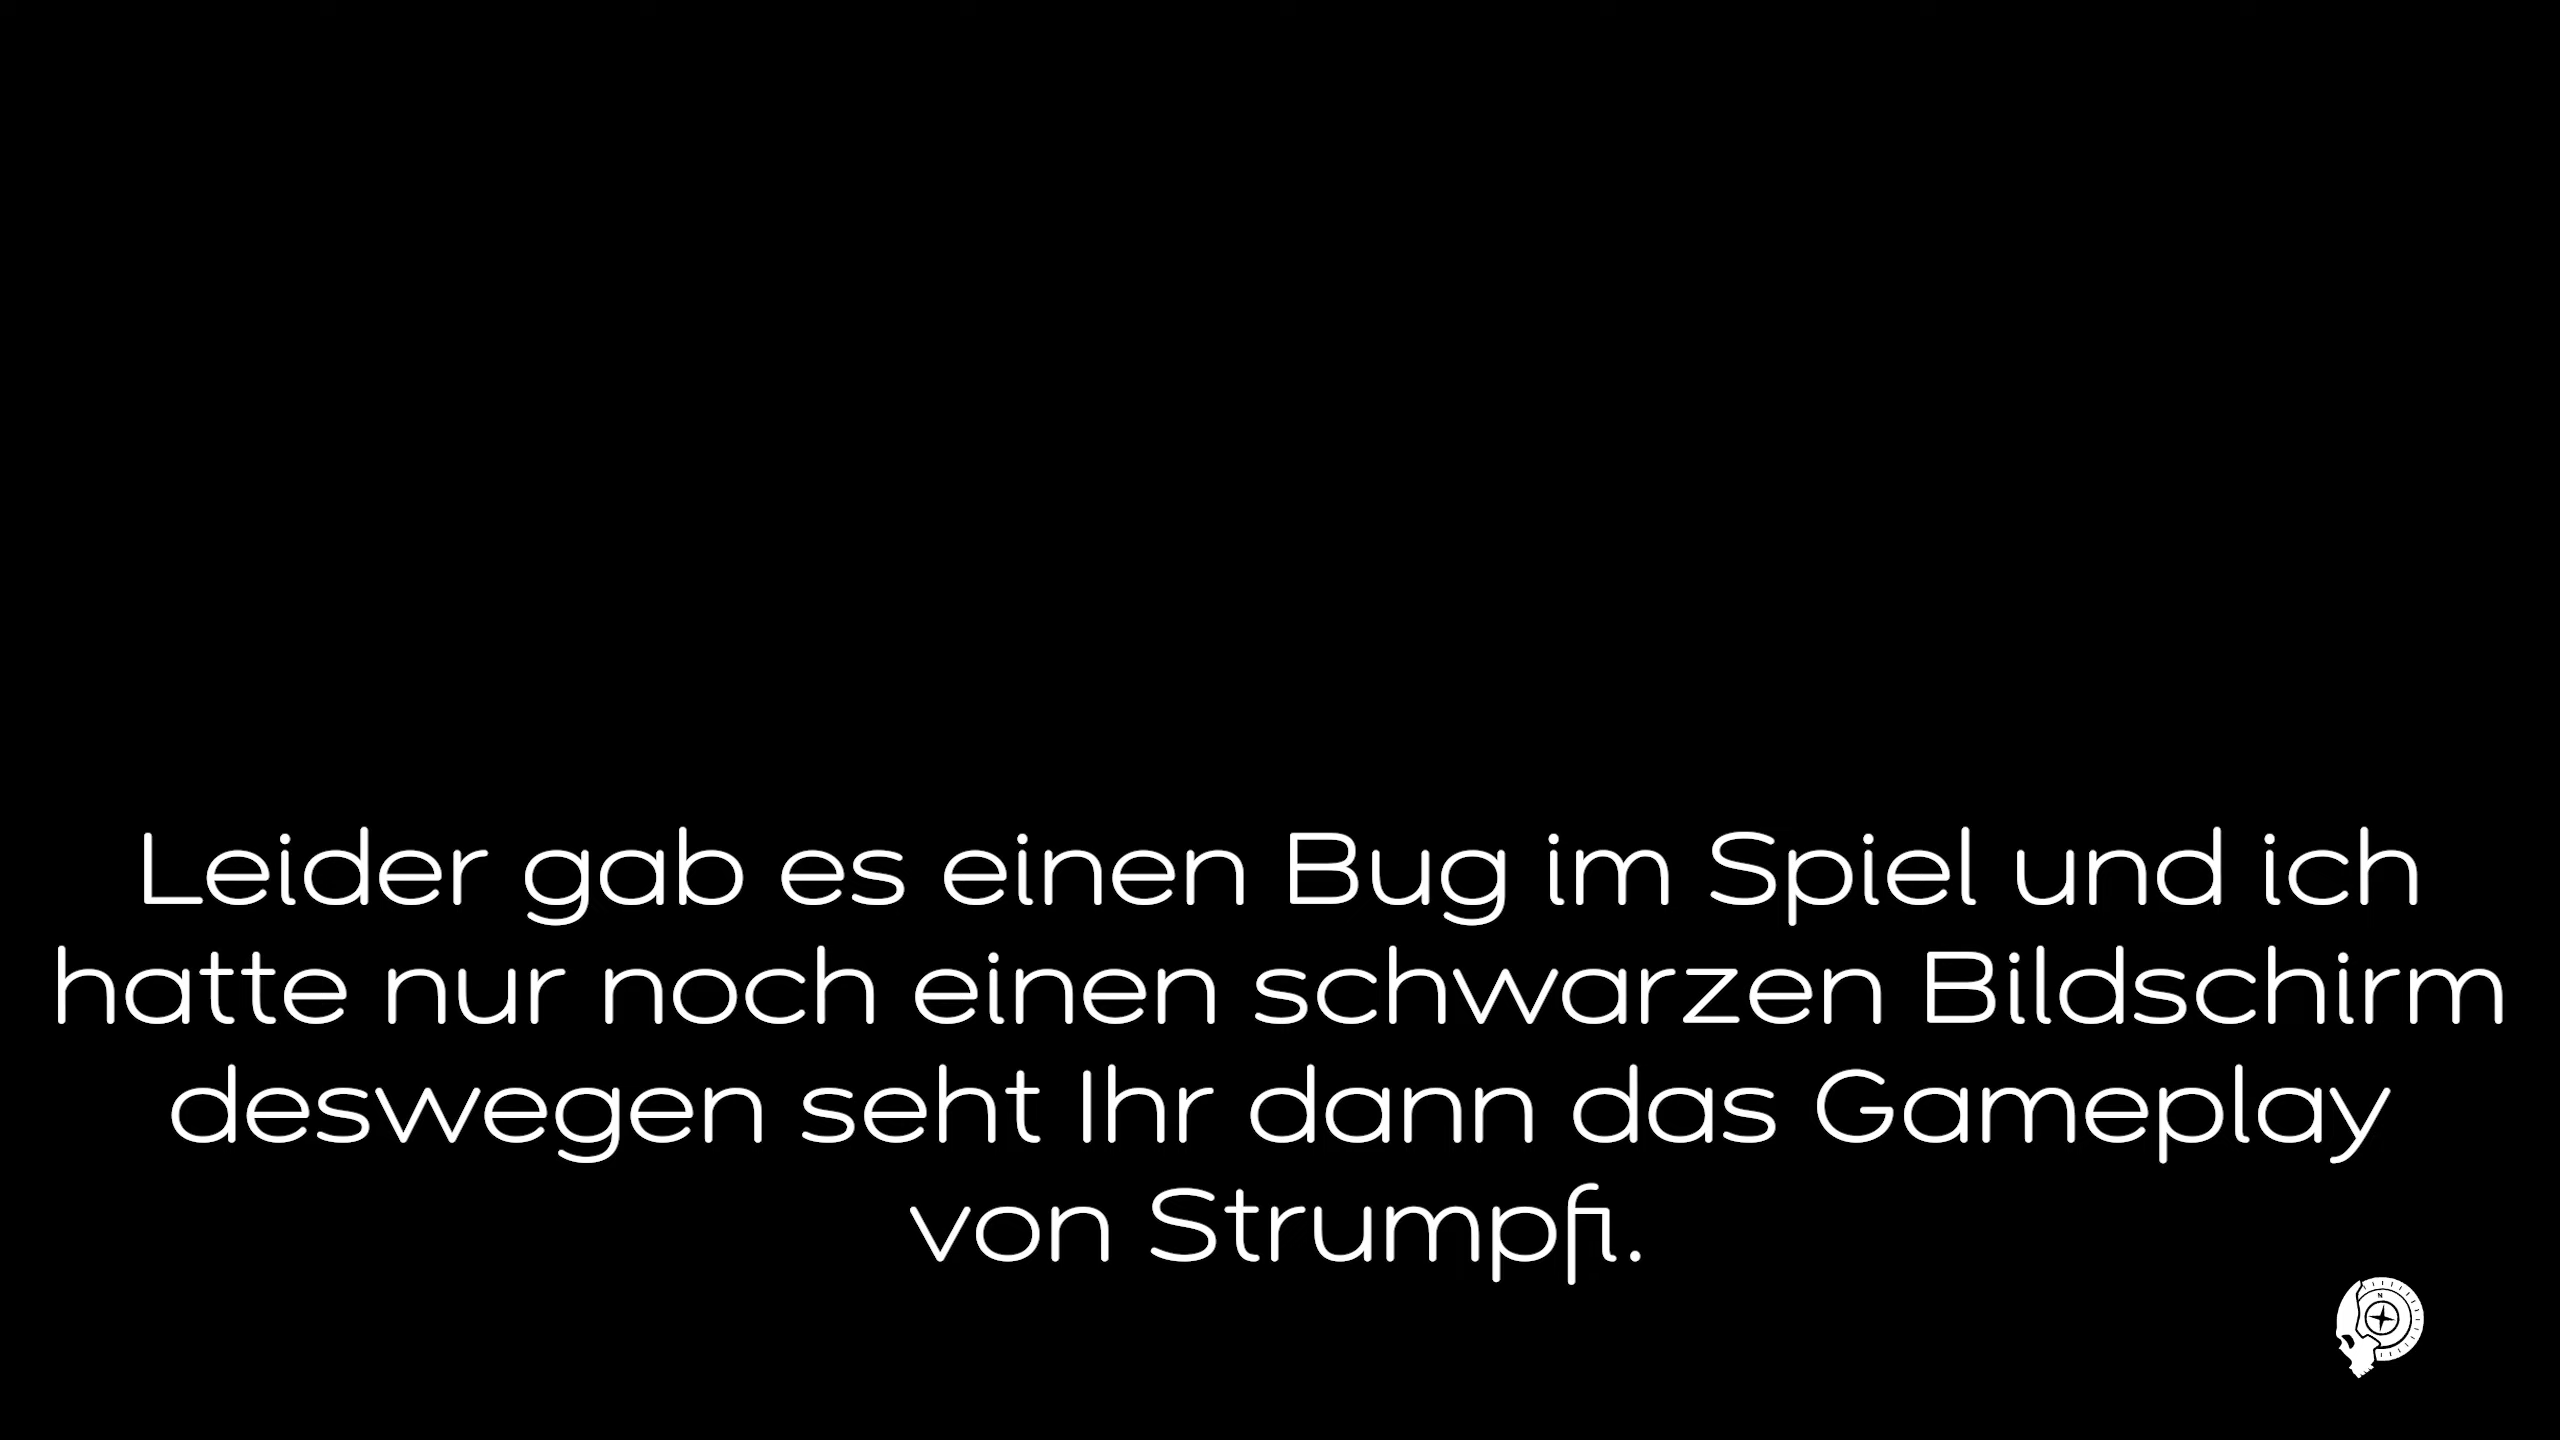 Leider gab es einen Bug im Spiel und ich
hatte nur noch einen schwarzen Bildschirm
deswegen seht Ihr dann das Gameplay
von Strumpfi.
N